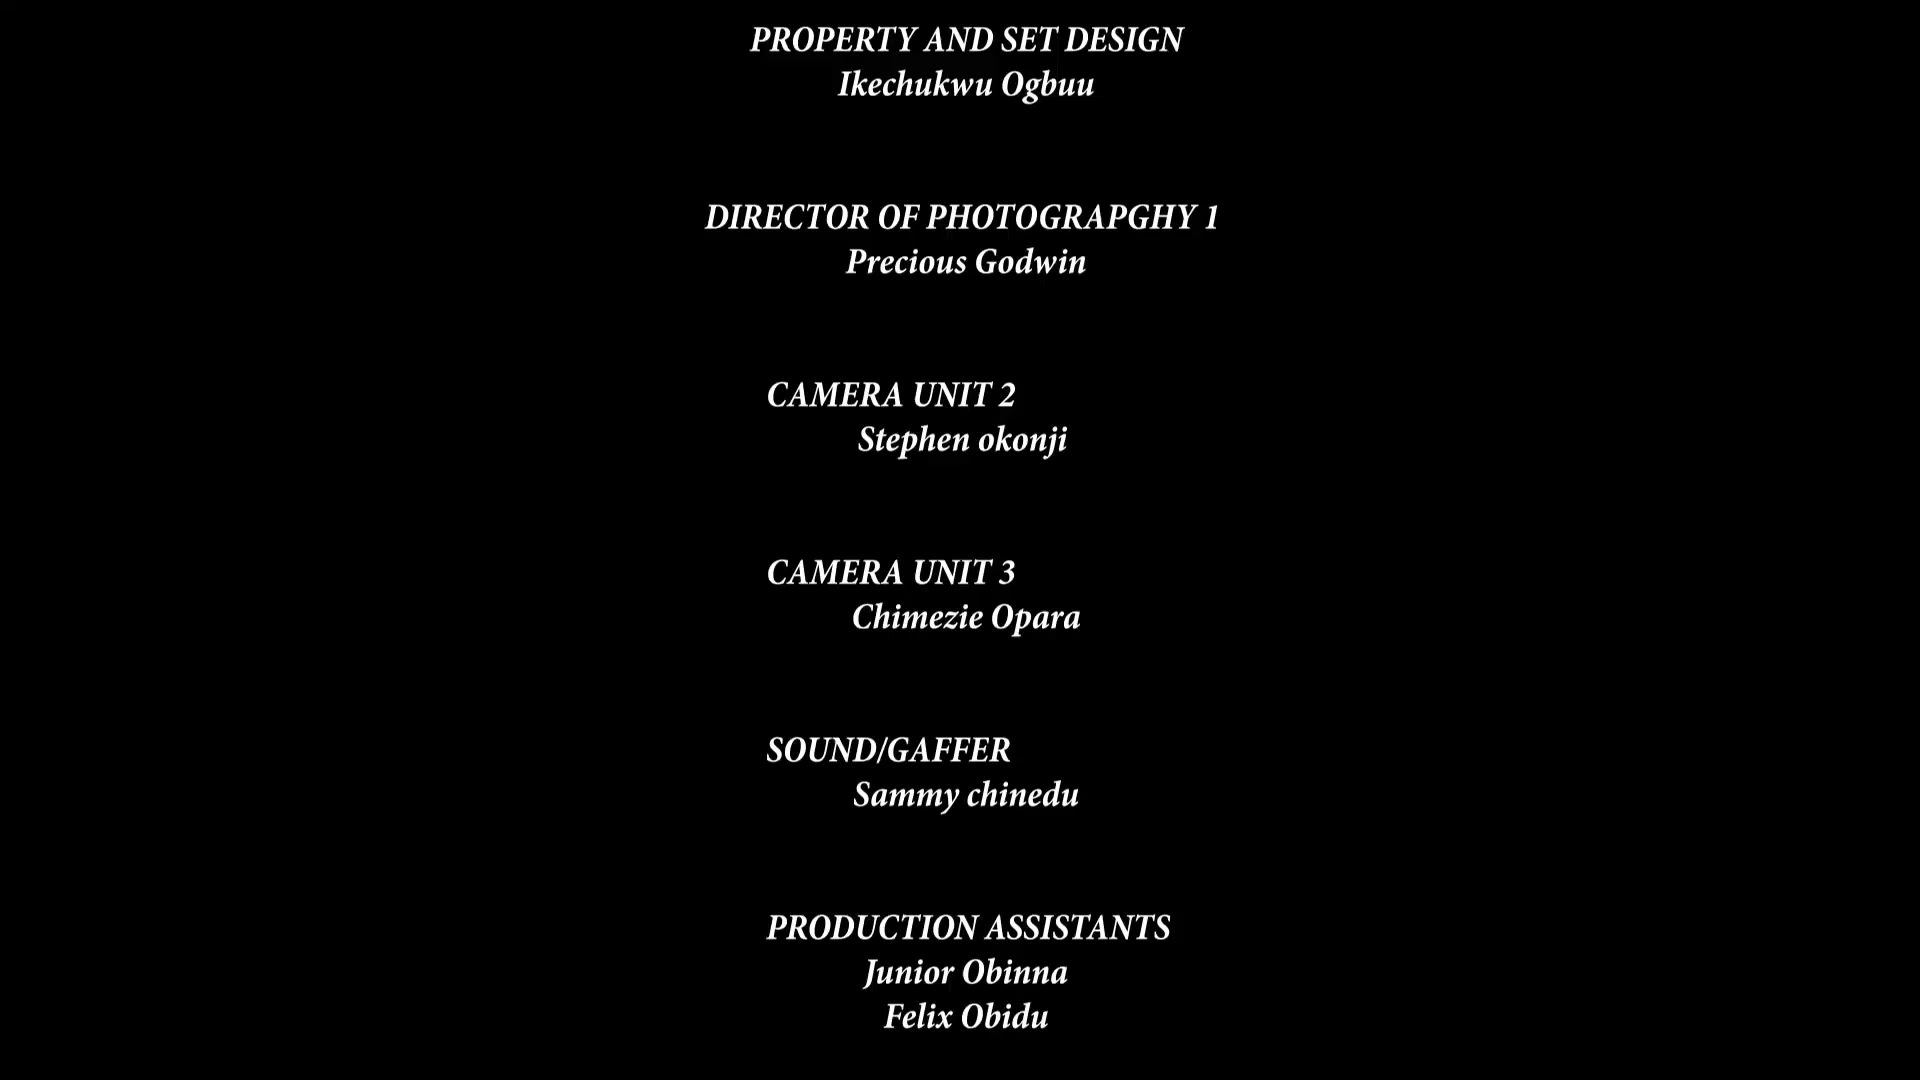 PROPERTY AND SET DESIGN
Ikechukwu Ogbuu
DIRECTOR OF PHOTOGRAPGHY 1
Precious Godwin
CAMERA UNIT 2
Stephen okonji
CAMERA UNIT 3
Chimezie Opara
SOUND/GAFFER
Sammy chinedu
PRODUCTION ASSISTANTS
Junior Obinna
Felix Obidu